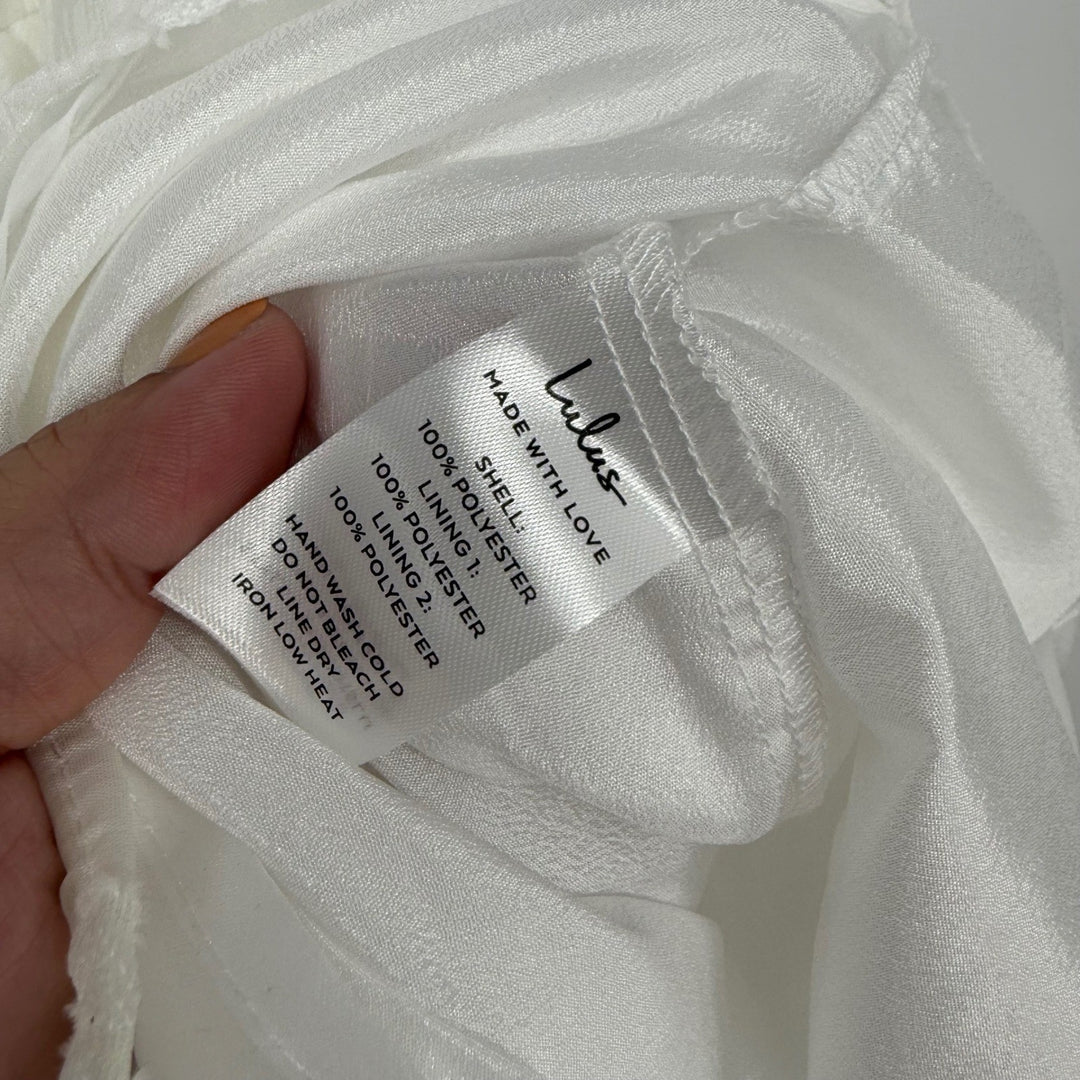 Lulus
MADE WITH LOVE
SHELL:
100% POLYESTER
LINING 1:
100% POLYESTER
LINING 2:
100% POLYESTER
HAND WASH COLD
DO NOT BLEACH
LINE DRY
IRON LOW HEAT